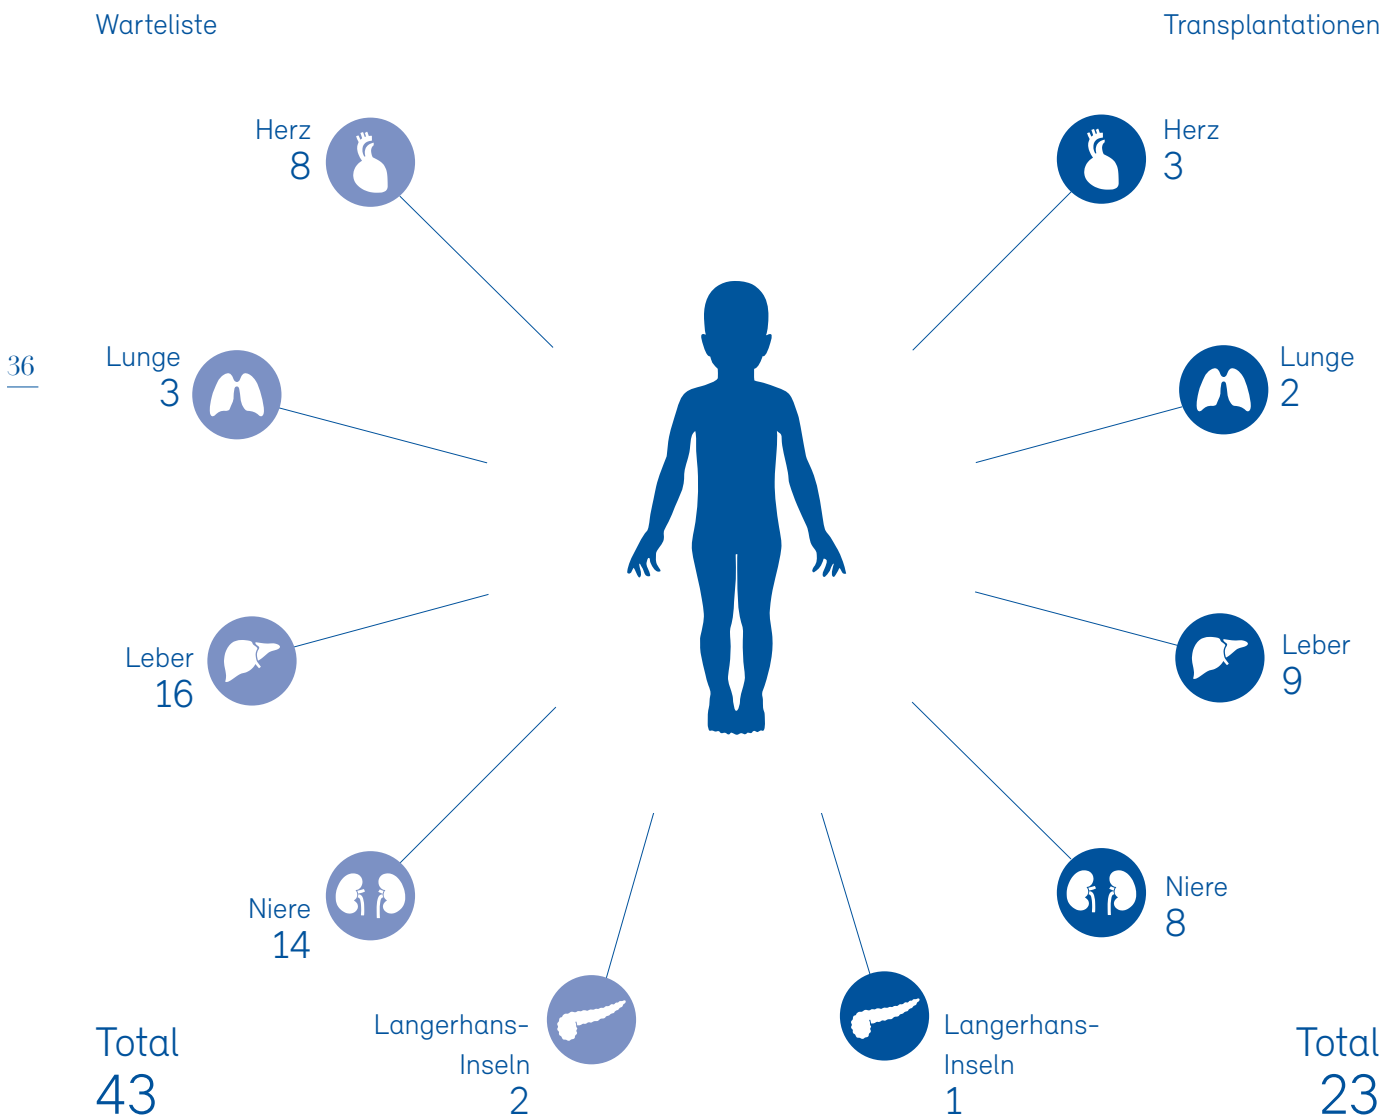 Warteliste
Transplantationen
Herz
8
Herz
3
36
Lunge
3
Lunge
2
Leber
16
Leber
9
Niere
14
Niere
8
Langerhans-
Inseln
2
Langerhans-
Inseln
1
Total
43
Total
23